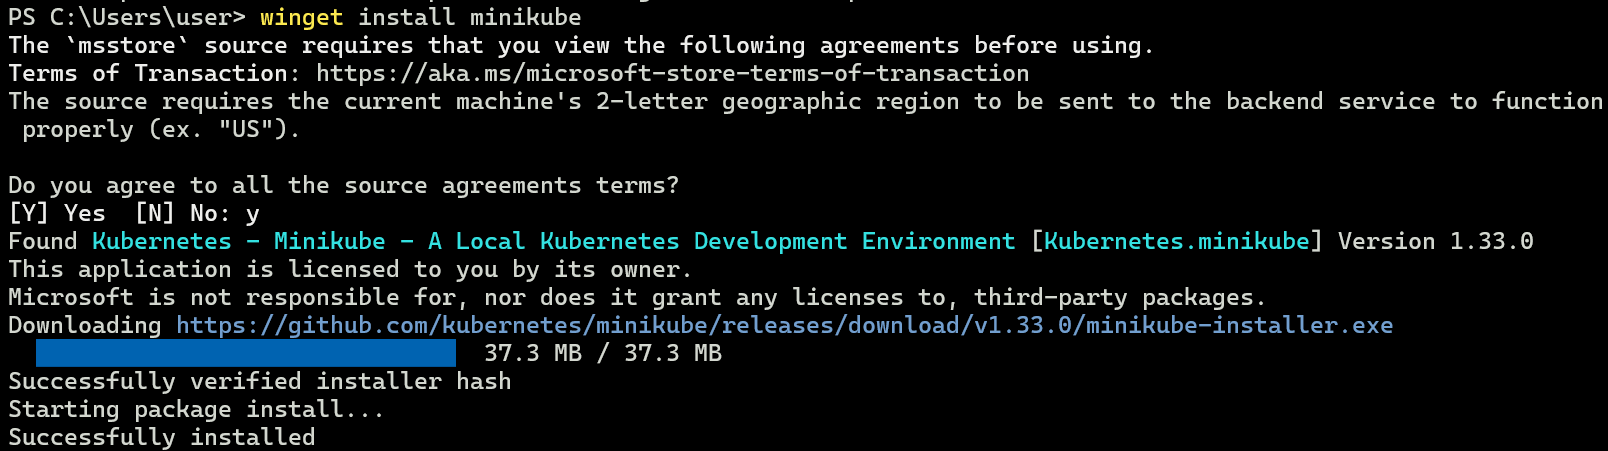 PS C:\Users\user> winget install minikube
The `msstore` source requires that you view the following agreements before using.
Terms of Transaction: https://aka.ms/microsoft-store-terms-of-transaction
The source requires the current machine's 2-letter geographic region to be sent to the backend service to function
 properly (ex. "US").

Do you agree to all the source agreements terms?
[Y] Yes  [N] No: y
Found Kubernetes - Minikube - A Local Kubernetes Development Environment [Kubernetes.minikube] Version 1.33.0
This application is licensed to you by its owner.
Microsoft is not responsible for, nor does it grant any licenses to, third-party packages.
Downloading https://github.com/kubernetes/minikube/releases/download/v1.33.0/minikube-installer.exe
37.3 MB / 37.3 MB
Successfully verified installer hash
Starting package install...
Successfully installed